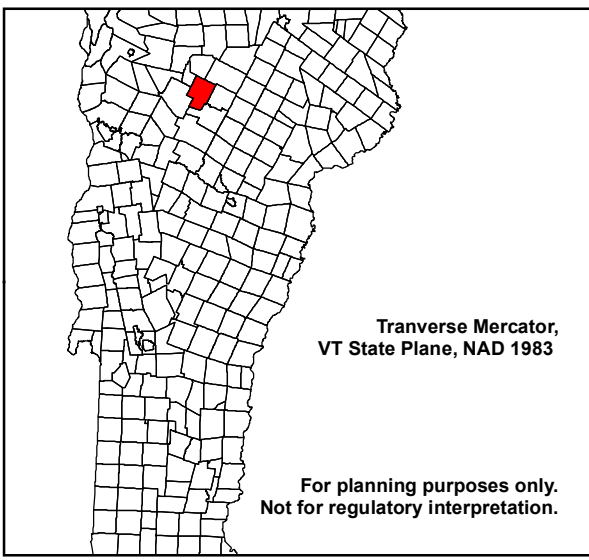 Tranverse Mercator,
VT State Plane, NAD 1983
For planning purposes only.
Not for regulatory interpretation.